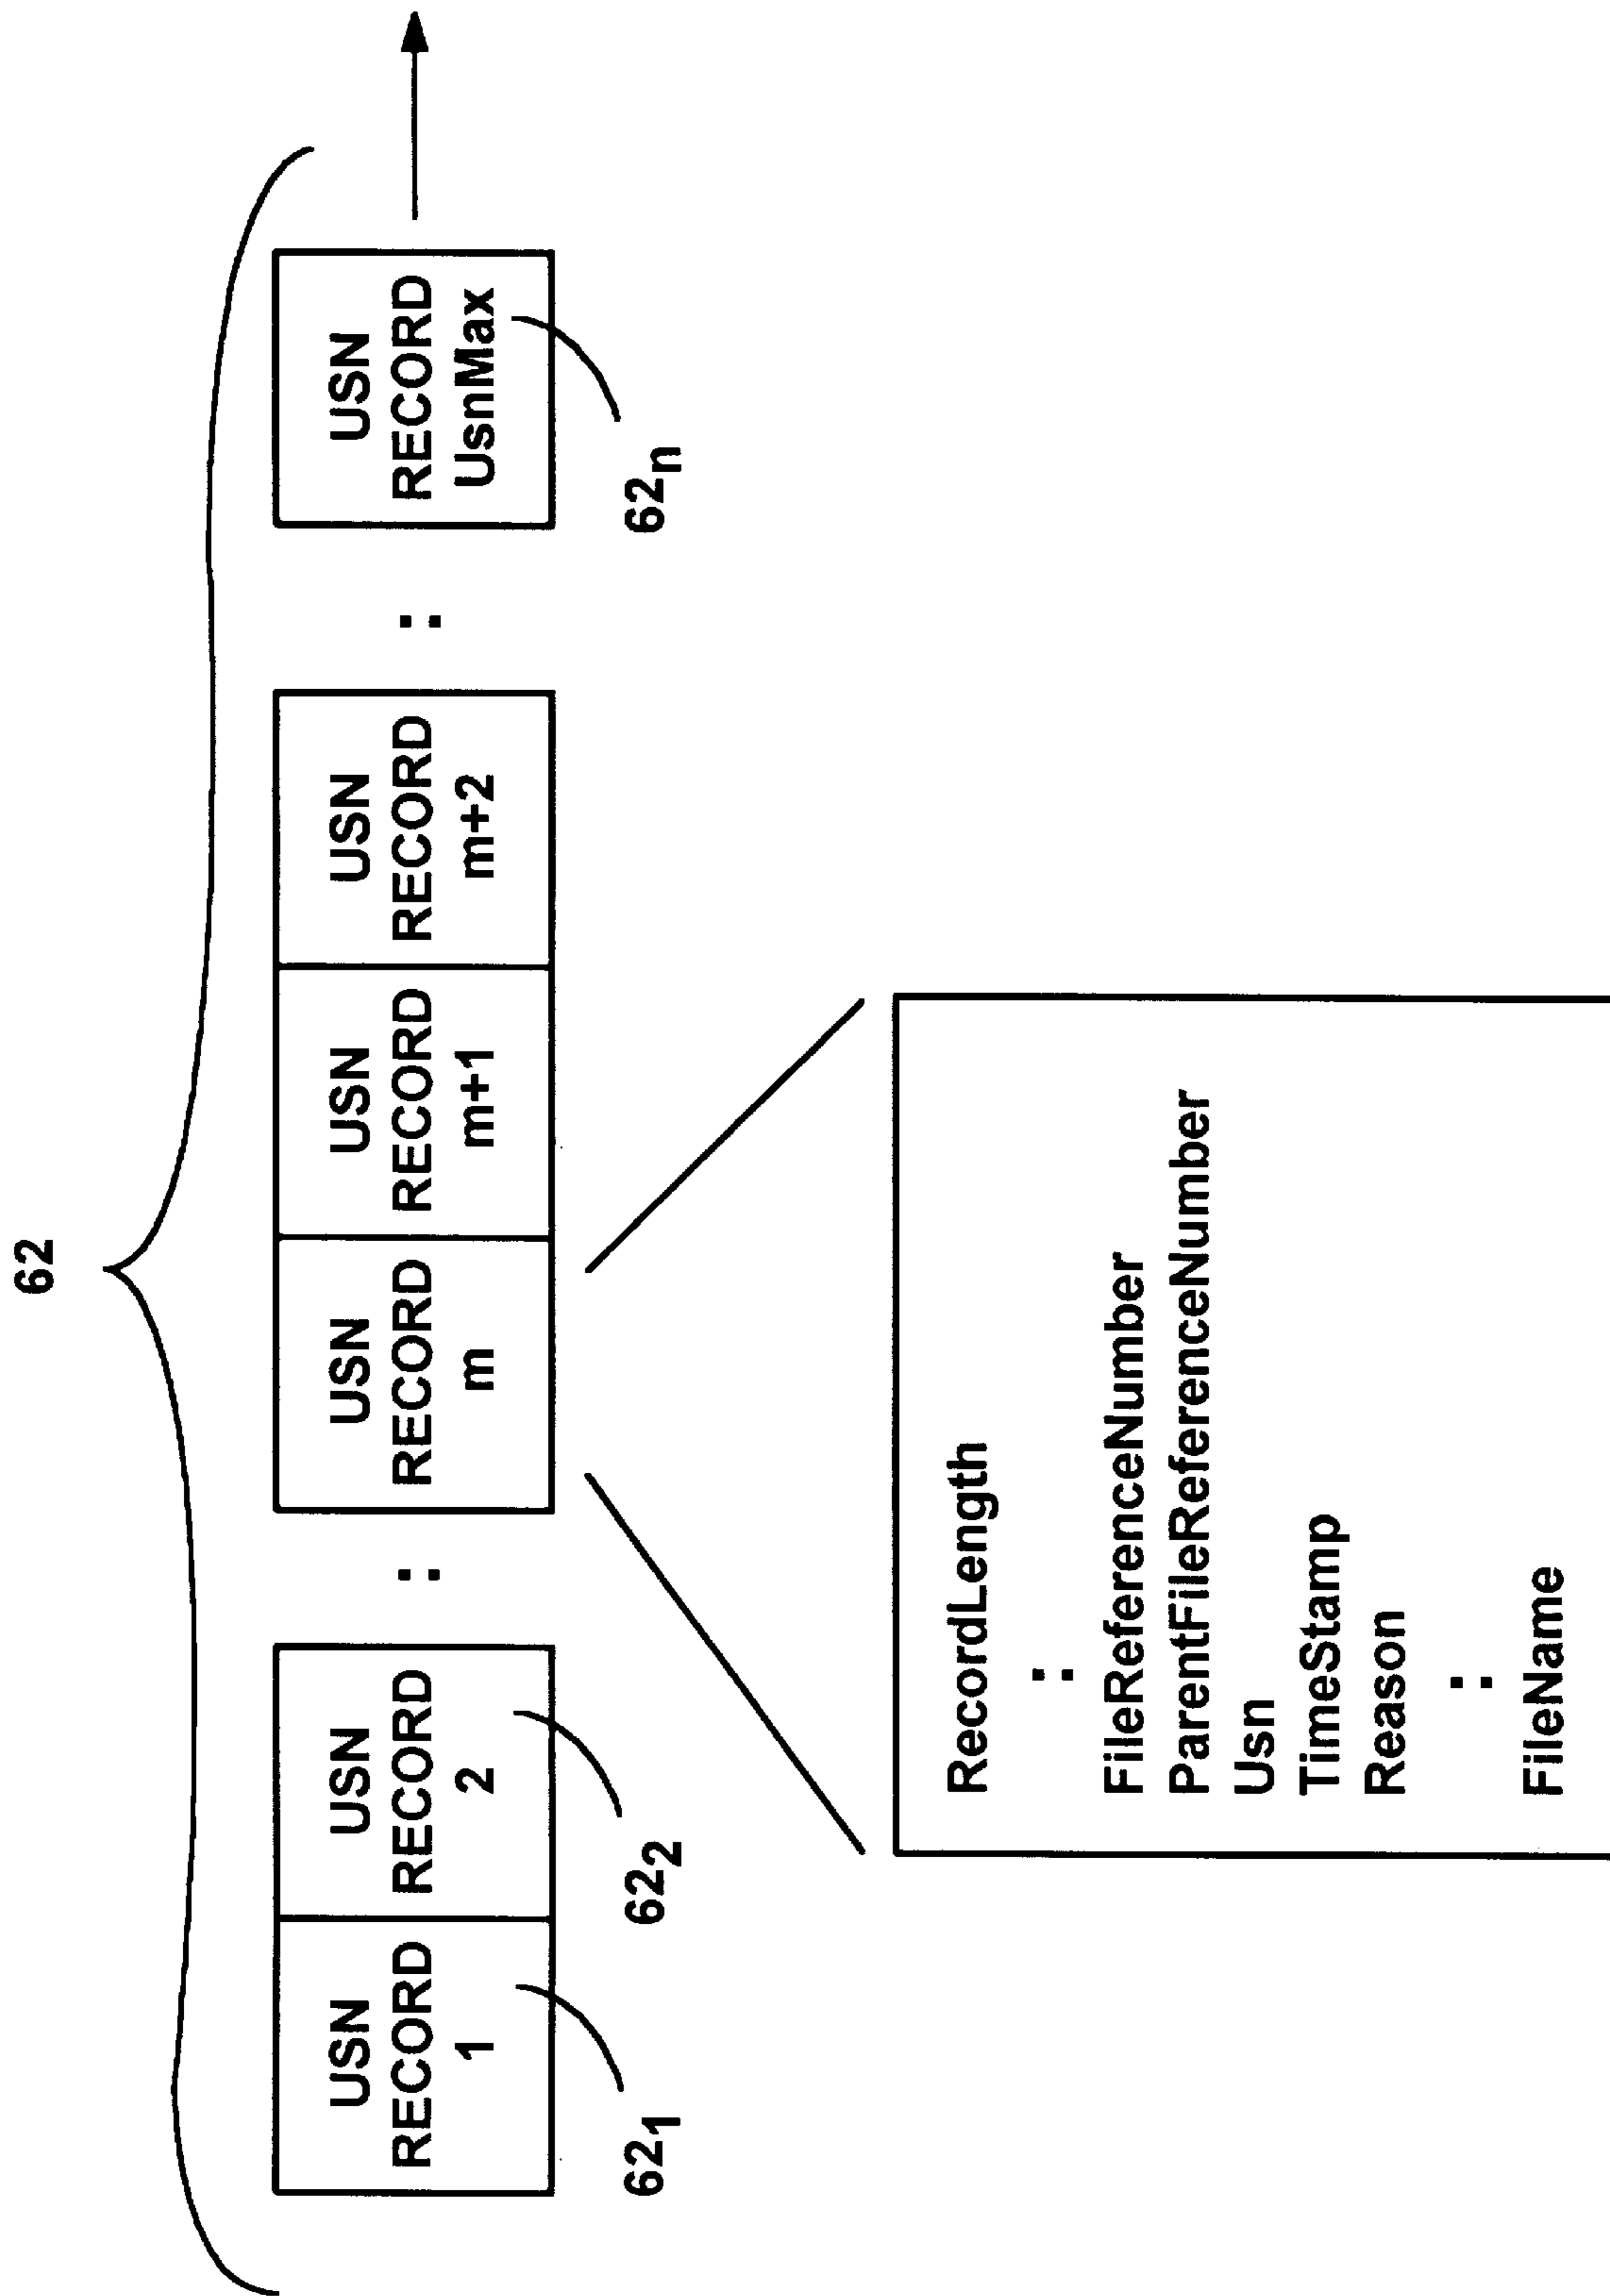 62
USN
RECORD
1
USN
RECORD
2
...
USN
RECORD
m
USN
RECORD
m+1
USN
RECORD
m+2
...
USN
RECORD
UsnMax
62₁
62₂
62ₙ
RecordLength
:
FileReferenceNumber
ParentFileReferenceNumber
Usn
TimeStamp
Reason
:
FileName